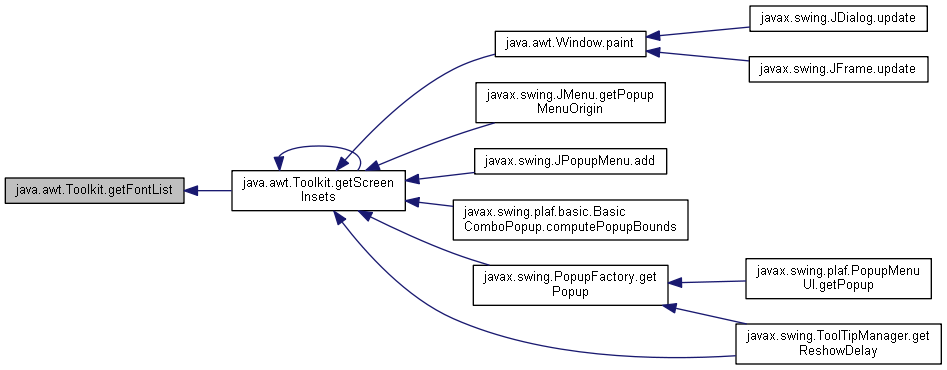 javax.swing.JDialog.update
java.awt.Window.paint
javax.swing.JFrame.update
javax.swing.JMenu.getPopup
MenuOrigin
javax.swing.JPopupMenu.add
java.awt.Toolkit.getFontList
java.awt.Toolkit.getScreen
Insets
javax.swing.plaf.basic.Basic
ComboPopup.computePopupBounds
javax.swing.PopupFactory.get
Popup
javax.swing.plaf.PopupMenu
UI.getPopup
javax.swing.ToolTipManager.get
ReshowDelay